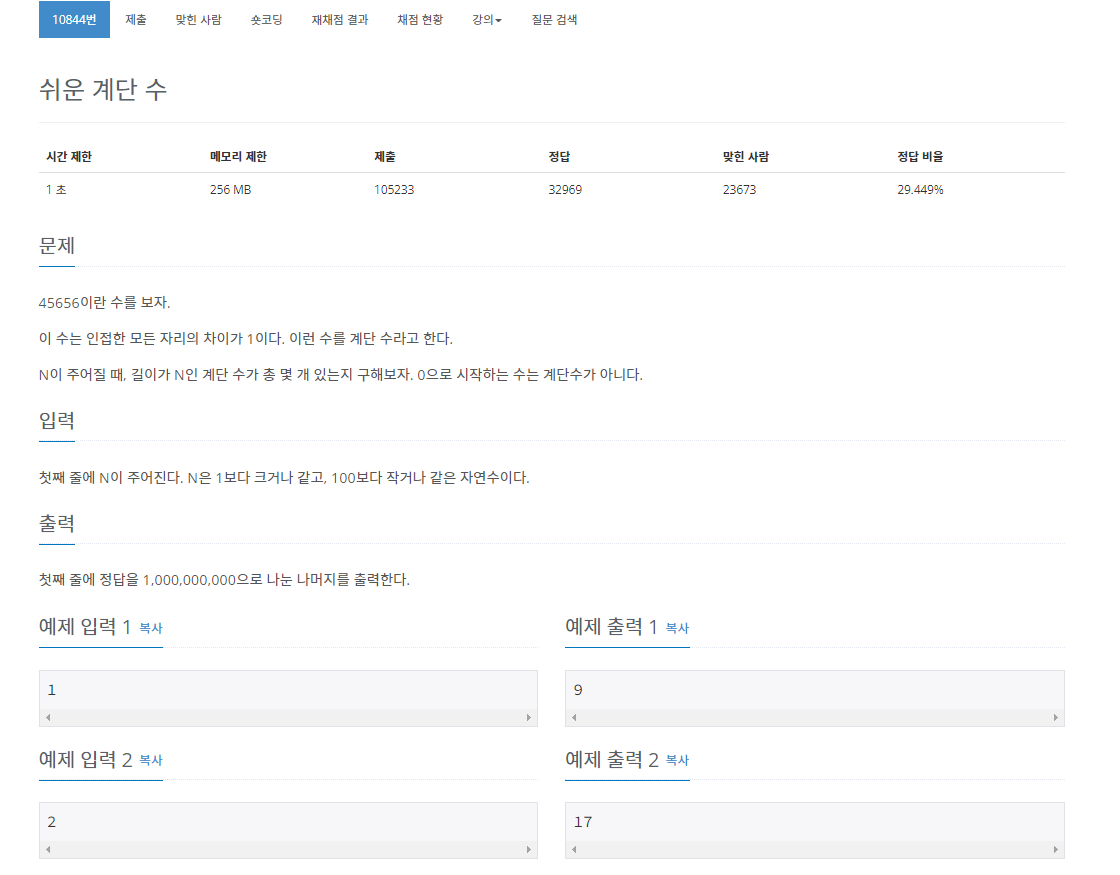 10844번 제출 맞힌 사람 숏코딩 재채점 결과 채점 현황 강의 질문 검색
쉬운 계단 수
시간 제한 메모리 제한 제출 정답 맞힌 사람 정답 비율
1 초 256 MB 105233 32969 23673 29.449%
문제
45656이란 수를 보자.
이 수는 인접한 모든 자리의 차이가 1이다. 이런 수를 계단 수라고 한다.
N이 주어질 때, 길이가 N인 계단 수가 총 몇 개 있는지 구해보자. 0으로 시작하는 수는 계단수가 아니다.
입력
첫째 줄에 N이 주어진다. N은 1보다 크거나 같고, 100보다 작거나 같은 자연수이다.
출력
첫째 줄에 정답을 1,000,000,000으로 나눈 나머지를 출력한다.
예제 입력 1 복사
1
예제 출력 1 복사
9
예제 입력 2 복사
2
예제 출력 2 복사
17